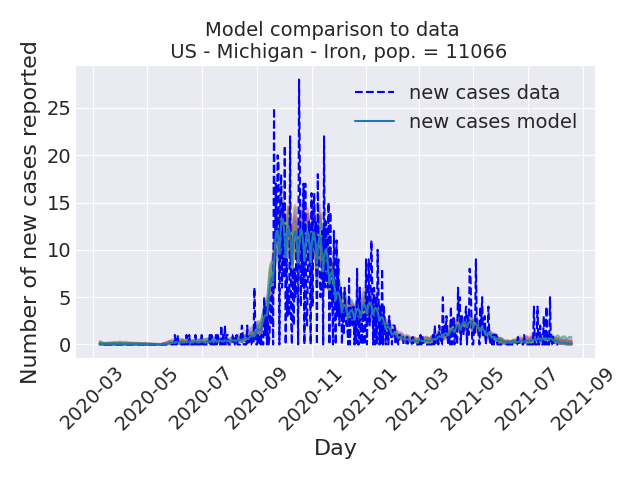 Model comparison to data
US - Michigan - Iron, pop. = 11066
Number of new cases reported
25
20
15
10
5
0
new cases data
new cases model
2020-03
2020-05
2020-07
2020-09
2020-11
2021-01
2021-03
2021-05
2021-07
2021-09
Day